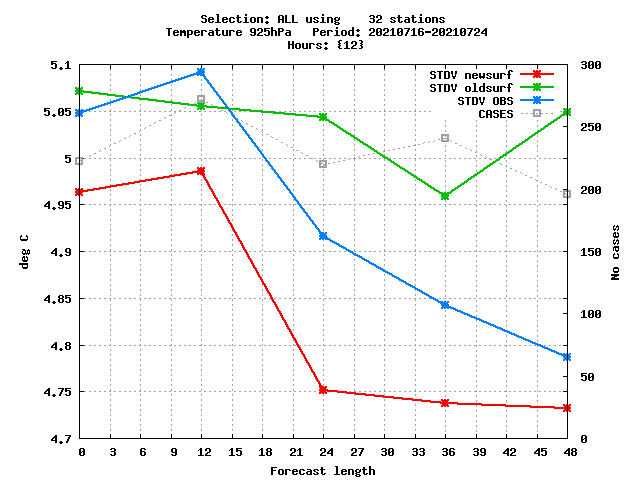 Selection: ALL using    32 stations
Temperature 925hPa   Period: 20210716-20210724
Hours: {12}
5.1
5.05
5
4.95
4.9
4.85
4.8
4.75
4.7
deg C
STDV newsurf
STDV oldsurf
STDV OBS
CASES
300
250
200
150
100
50
0
No cases
0 3 6 9 12 15 18 21 24 27 30 33 36 39 42 45 48
Forecast length